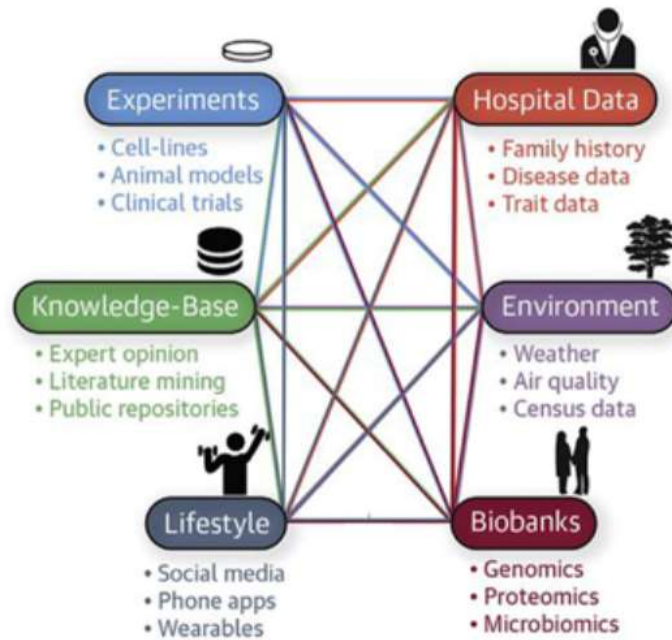 Experiments
• Cell-lines
• Animal models
• Clinical trials
Hospital Data
• Family history
• Disease data
• Trait data
Knowledge-Base
• Expert opinion
• Literature mining
• Public repositories
Environment
• Weather
• Air quality
• Census data
Lifestyle
• Social media
• Phone apps
• Wearables
Biobanks
• Genomics
• Proteomics
• Microbiomics